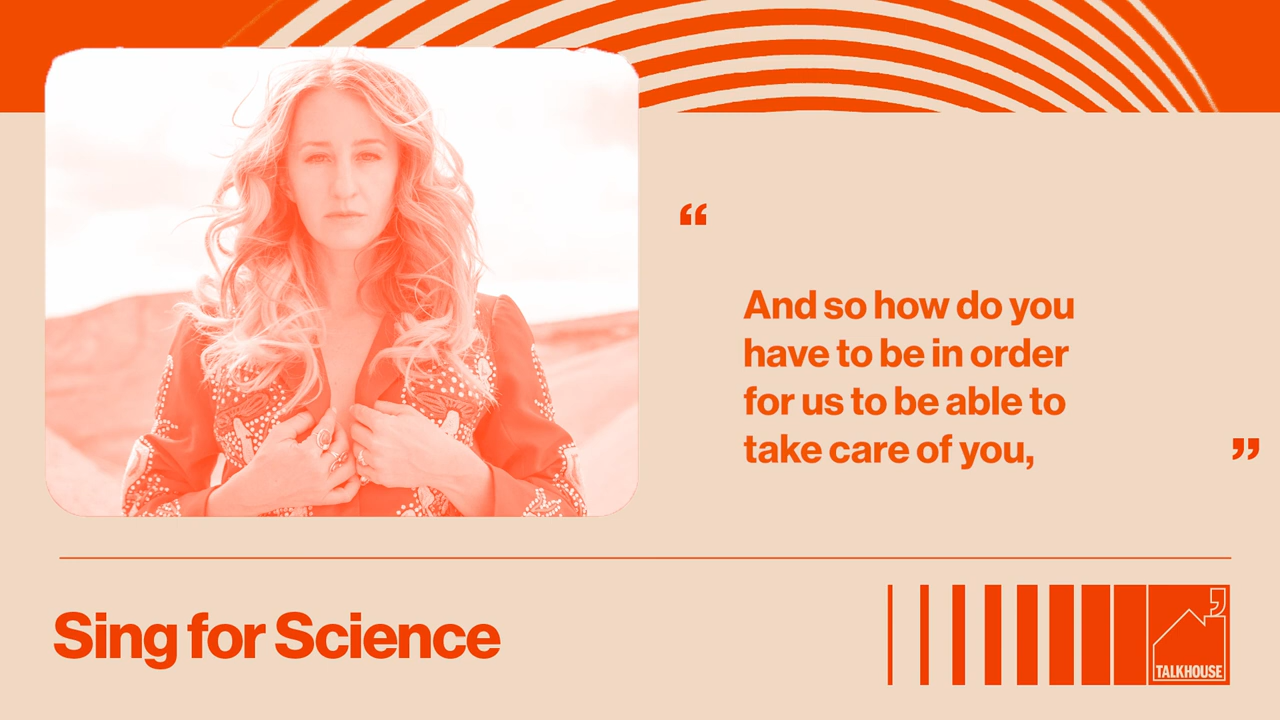 “
And so how do you
have to be in order
for us to be able to
take care of you,
”
Sing for Science
TALKHOUSE